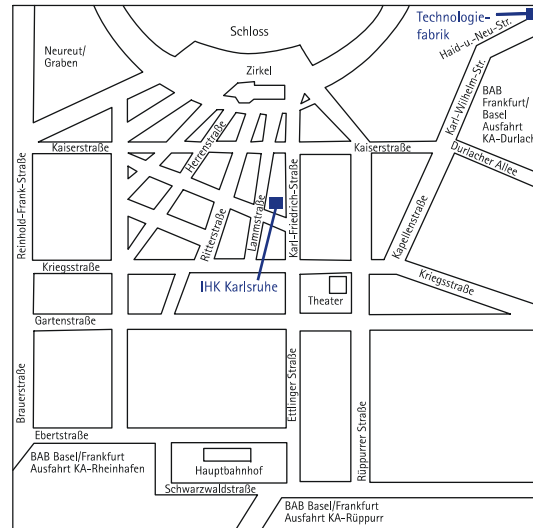 Schloss
Technologie-
fabrik
Haid-u.-Neu-Str.
Neureut/
Graben
Zirkel
Karl-Wilhelm-Str.
BAB
Frankfurt/
Basel
Ausfahrt
KA-Durlach
Herrenstraße
Kaiserstraße
Kaiserstraße
Durlacher Allee
Reinhold-Frank-Straße
Karl-Friedrich-Straße
Lammstraße
Ritterstraße
Kapellenstraße
Kriegsstraße
Kriegsstraße
IHK Karlsruhe
Theater
Gartenstraße
Brauerstraße
Ettlinger Straße
Rüppurrer Straße
Ebertstraße
BAB Basel/Frankfurt
Ausfahrt KA-Rheinhafen
Hauptbahnhof
Schwarzwaldstraße
BAB Basel/Frankfurt
Ausfahrt KA-Rüppurr